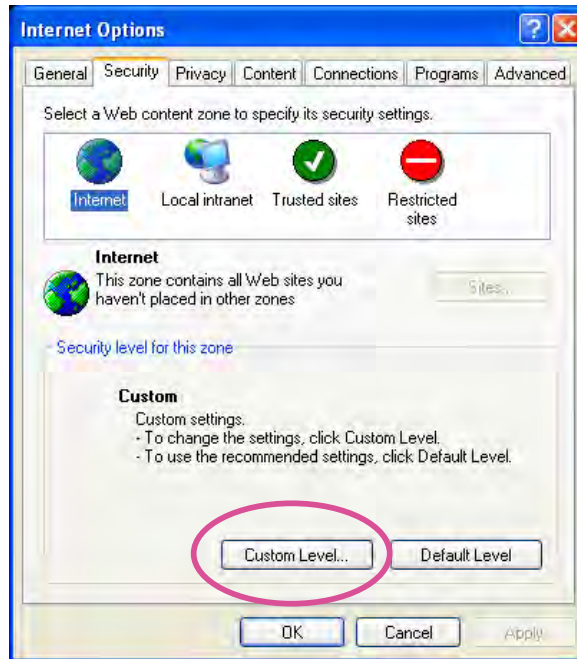 Internet Options
General Security Privacy Content Connections Programs Advanced
Select a Web content zone to specify its security settings.
Internet Local intranet Trusted sites Restricted sites
Internet
This zone contains all Web sites you
haven't placed in other zones
Sites...
Security level for this zone
Custom
Custom settings.
- To change the settings, click Custom Level.
- To use the recommended settings, click Default Level.
Custom Level... Default Level
OK Cancel Apply